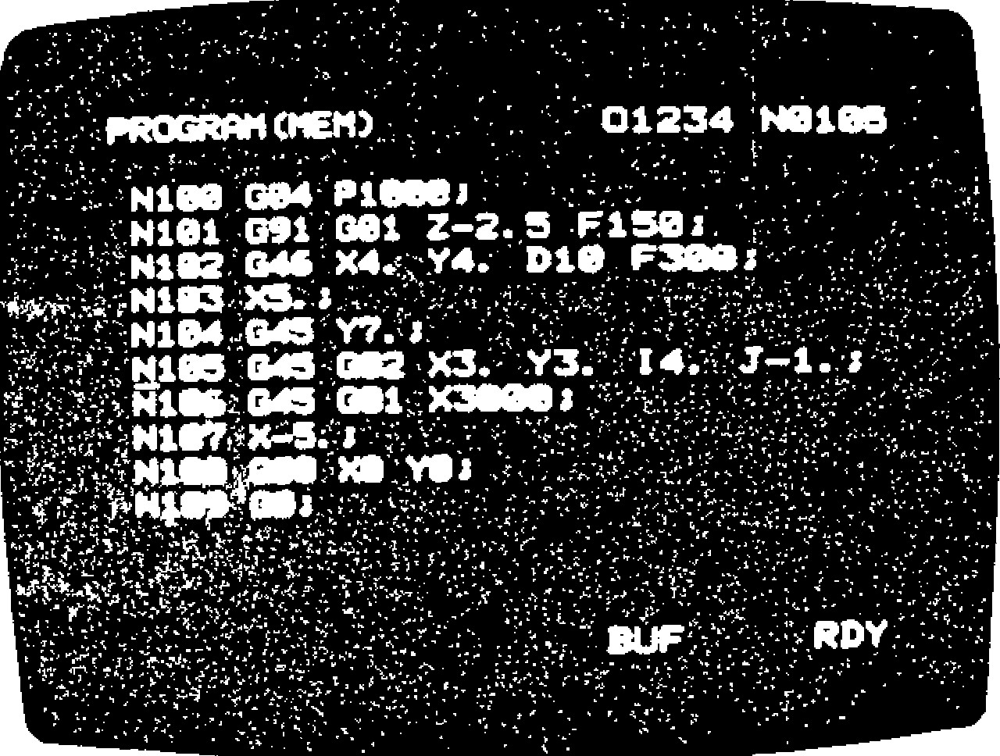 PROGRAM(MEM) O1234 N0105
N100 G04 P1000;
N101 G91 G01 Z-2.5 F150;
N102 G46 X4. Y4. D10 F300;
N103 X5.;
N104 G45 Y7.;
N105 G45 G02 X3. Y3. I4. J-1.;
N106 G45 G01 X3000;
N107 X-5.;
N108 G00 X0 Y0;
N109 G0;
BUF RDY